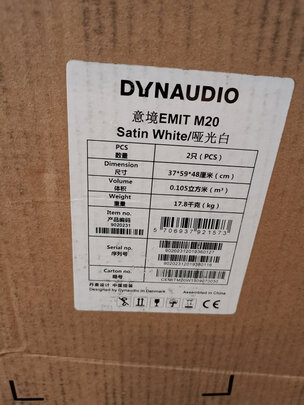 DYNAUDIO
意境EMIT M20
Satin White/哑光白
PCS
数量
2只 (PCS)
Dimension
尺寸
37*59*48厘米 (cm)
Volume
体积
0.105立方米 (m³)
Weight
重量
17.8千克 (kg)
Item no.
产品编码
9020231
5 706937 921573
Serial no.
序列号
Carton no.
箱号
丹麦设计 中国组装
Designed by Dynaudio in Denmark
Assembled in China